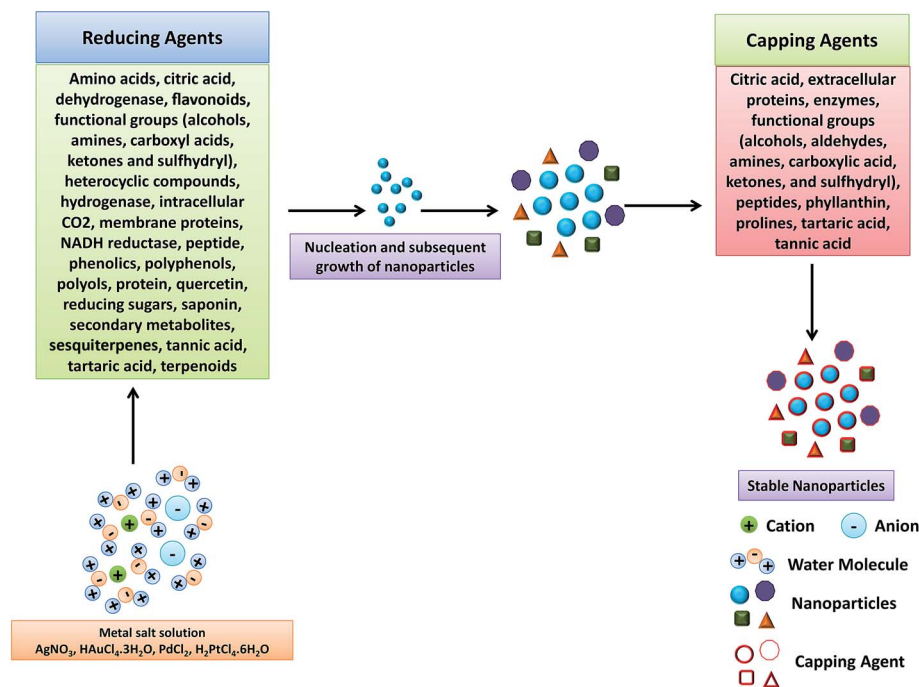 Reducing Agents
Amino acids, citric acid,
dehydrogenase, flavonoids,
functional groups (alcohols,
amines, carboxyl acids,
ketones and sulfhydryl),
heterocyclic compounds,
hydrogenase, intracellular
CO2, membrane proteins,
NADH reductase, peptide,
phenolics, polyphenols,
polyols, protein, quercetin,
reducing sugars, saponin,
secondary metabolites,
sesquiterpenes, tannic acid,
tartaric acid, terpenoids
Nucleation and subsequent
growth of nanoparticles
Capping Agents
Citric acid, extracellular
proteins, enzymes,
functional groups
(alcohols, aldehydes,
amines, carboxylic acid,
ketones, and sulfhydryl),
peptides, phyllanthin,
prolines, tartaric acid,
tannic acid
Stable Nanoparticles
Cation
Anion
Water Molecule
Nanoparticles
Capping Agent
Metal salt solution
AgNO₃, HAuCl₄.3H₂O, PdCl₂, H₂PtCl₄.6H₂O